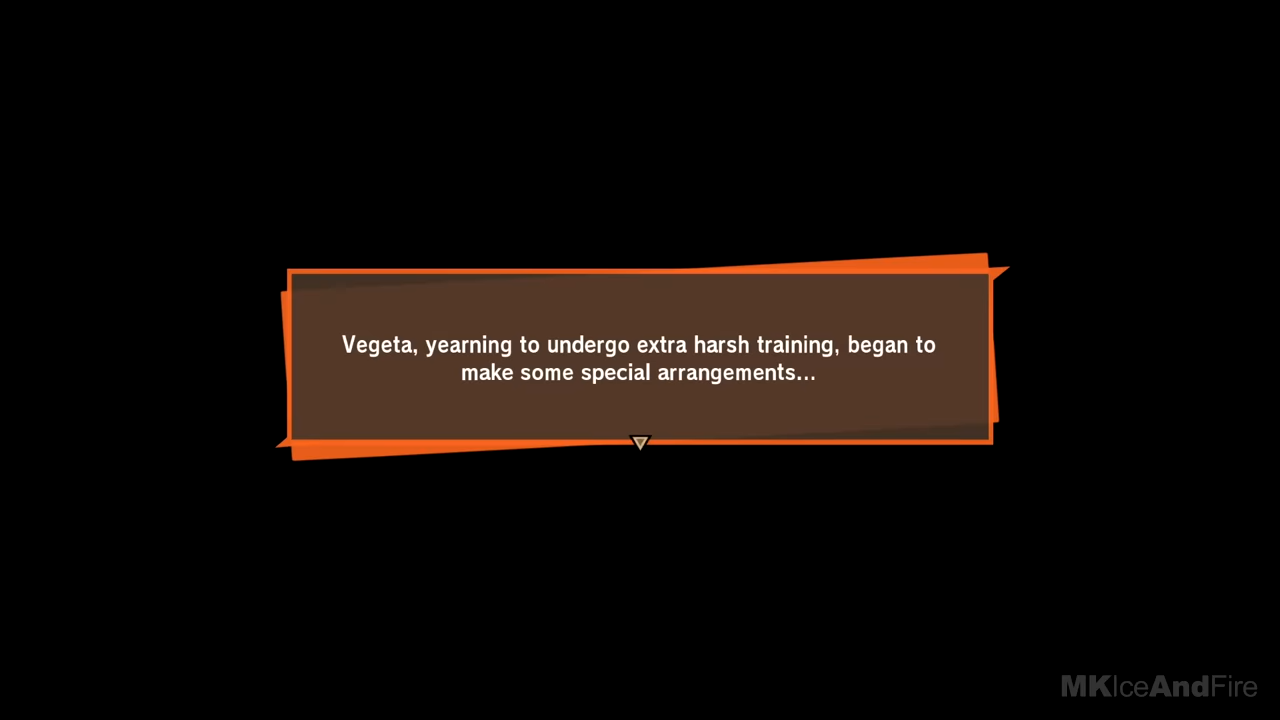 Vegeta, yearning to undergo extra harsh training, began to
make some special arrangements...
MKIceAndFire